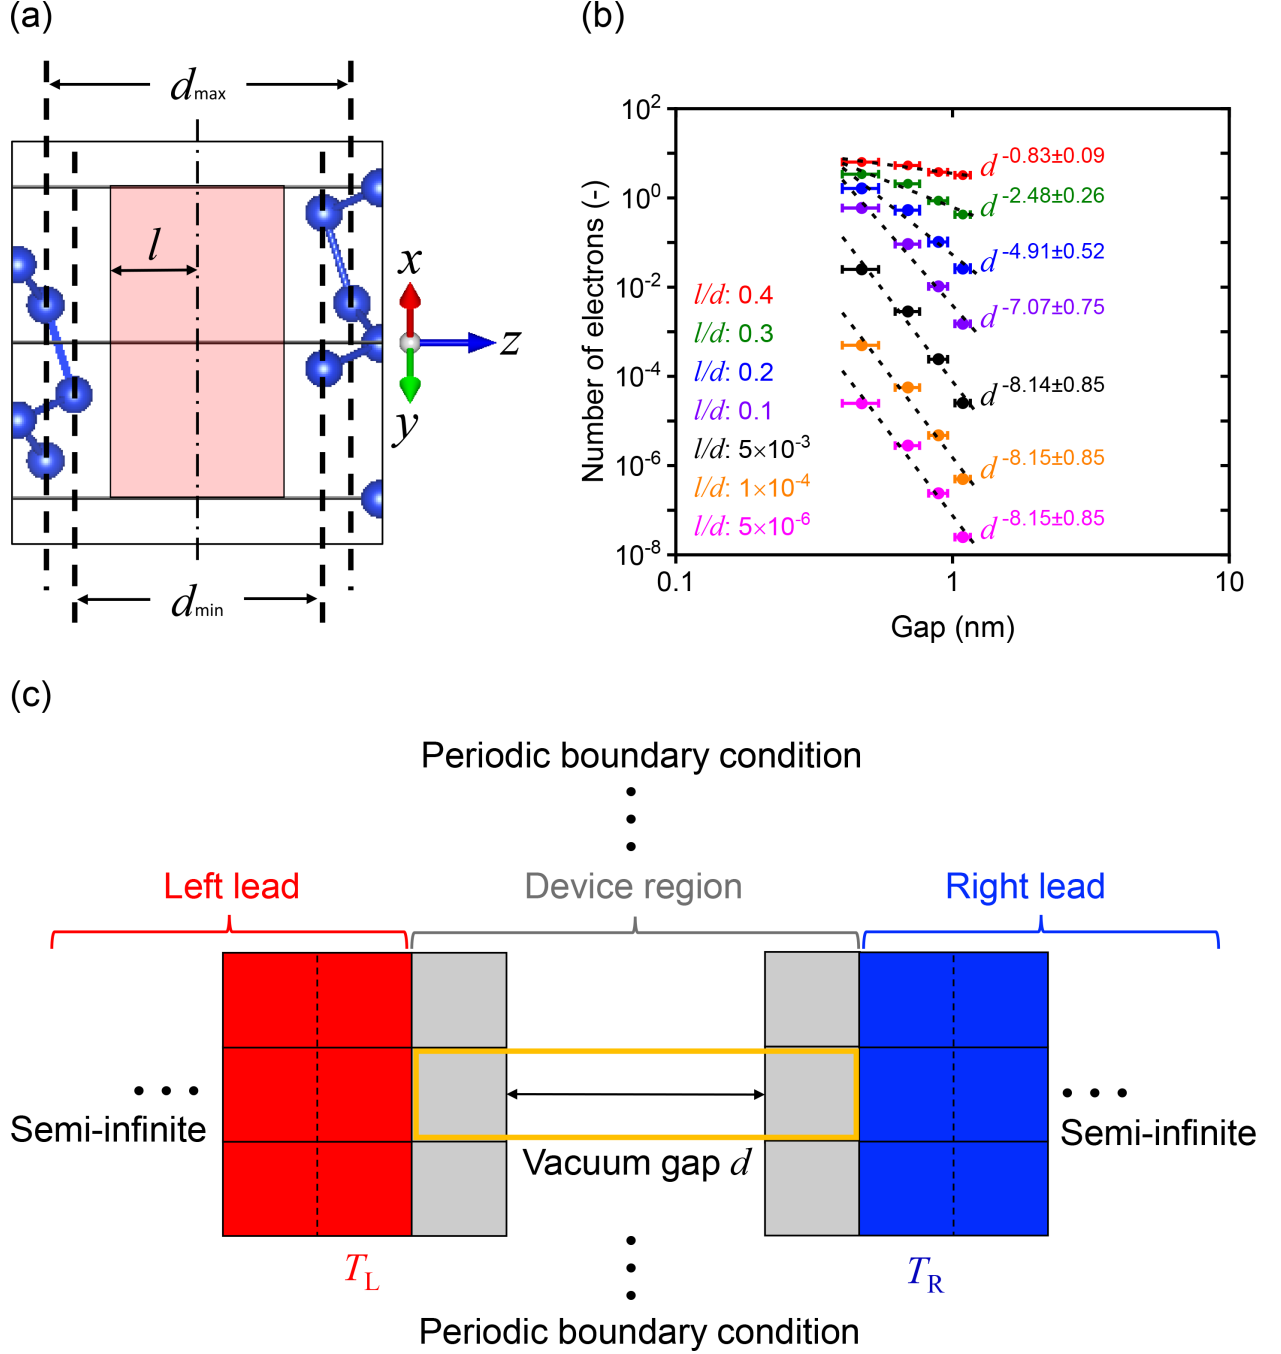 (a)
d_max
l
x
y
z
d_min
(b)
Number of electrons (-)
10^2
10^0
10^-2
10^-4
10^-6
10^-8
0.1
1
10
Gap (nm)
l/d: 0.4
l/d: 0.3
l/d: 0.2
l/d: 0.1
l/d: 5×10^-3
l/d: 1×10^-4
l/d: 5×10^-6
d^-0.83±0.09
d^-2.48±0.26
d^-4.91±0.52
d^-7.07±0.75
d^-8.14±0.85
d^-8.15±0.85
d^-8.15±0.85
(c)
Periodic boundary condition
Left lead
Device region
Right lead
Semi-infinite
Vacuum gap d
Semi-infinite
T_L
T_R
Periodic boundary condition